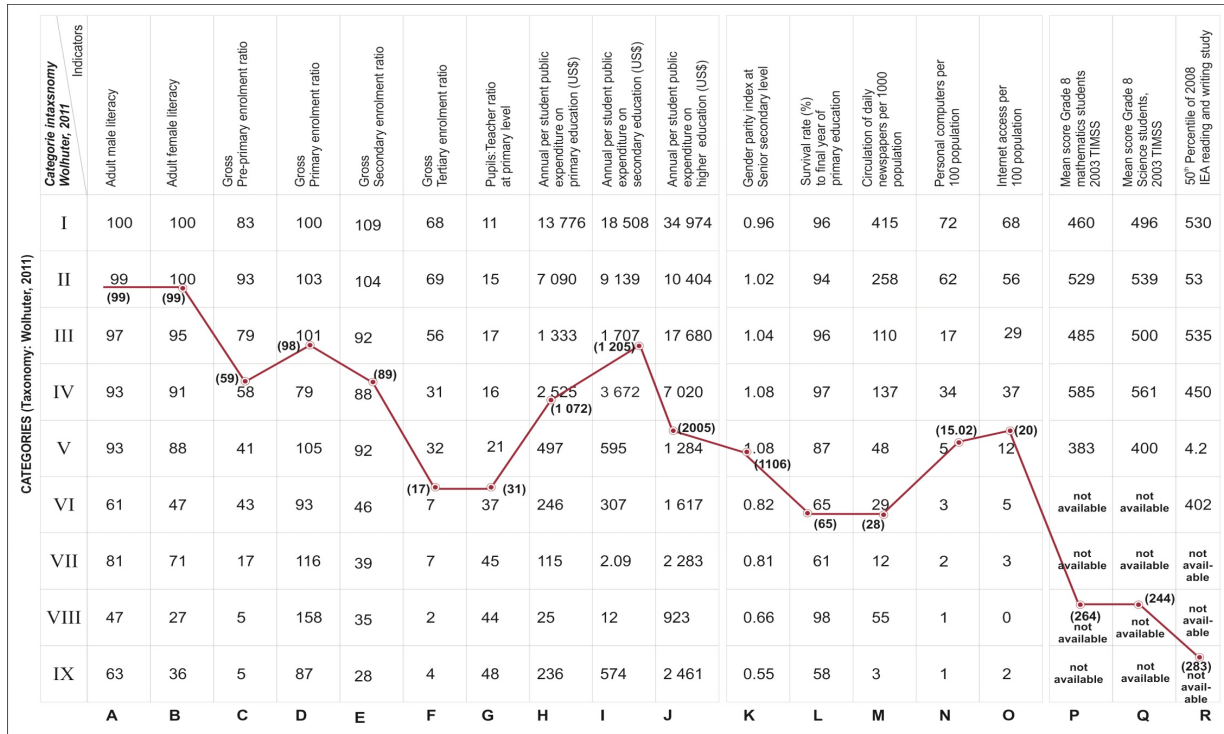 Indicators
Categorie intaxsnomy
Wolhuter, 2011
Adult male literacy
Adult female literacy
Gross
Pre-primary enrolment ratio
Gross
Primary enrolment ratio
Gross
Secondary enrolment ratio
Gross
Tertiary enrolment ratio
Pupils:Teacher ratio
at primary level
Annual per student public
expenditure on
primary education (US$)
Annual per student public
expenditure on
secondary education (US$)
Annual per student public
expenditure on
higher education (US$)
Gender parity index at
Senior secondary level
Survival rate (%)
to final year of
primary education
Circulation of daily
newspapers per 1000
population
Personal computers per
100 population
Internet access per
100 population
Mean score Grade 8
mathematics students
2003 TIMSS
Mean score Grade 8
Science students,
2003 TIMSS
50th Percentile of 2008
IEA reading and writing study
CATEGORIES (Taxonomy: Wolhuter, 2011)
I 100 100 83 100 109 68 11 13 776 18 508 34 974 0.96 96 415 72 68 460 496 530
II 99 100 93 103 104 69 15 7 090 9 139 10 404 1.02 94 258 62 56 529 539 53
(99) (99)
III 97 95 79 101 92 56 17 1 333 1 707 17 680 1.04 96 110 17 29 485 500 535
(98) (1 205)
(59) (89)
IV 93 91 58 79 88 31 16 2 525 3 672 7 020 1.08 97 137 34 37 585 561 450
(1 072)
(2005) (15.02) (20)
V 93 88 41 105 92 32 21 497 595 1 284 1.08 87 48 5 12 383 400 4.2
(1106)
(17) (31)
VI 61 47 43 93 46 7 37 246 307 1 617 0.82 65 29 3 5 not available not available 402
(65) (28)
VII 81 71 17 116 39 7 45 115 2.09 2 283 0.81 61 12 2 3 not available not available not avail-able
(264) (244)
VIII 47 27 5 158 35 2 44 25 12 923 0.66 98 55 1 0 not available not available not avail-able
(283)
IX 63 36 5 87 28 4 48 236 574 2 461 0.55 58 3 1 2 not available not available not avail-able
A B C D E F G H I J K L M N O P Q R